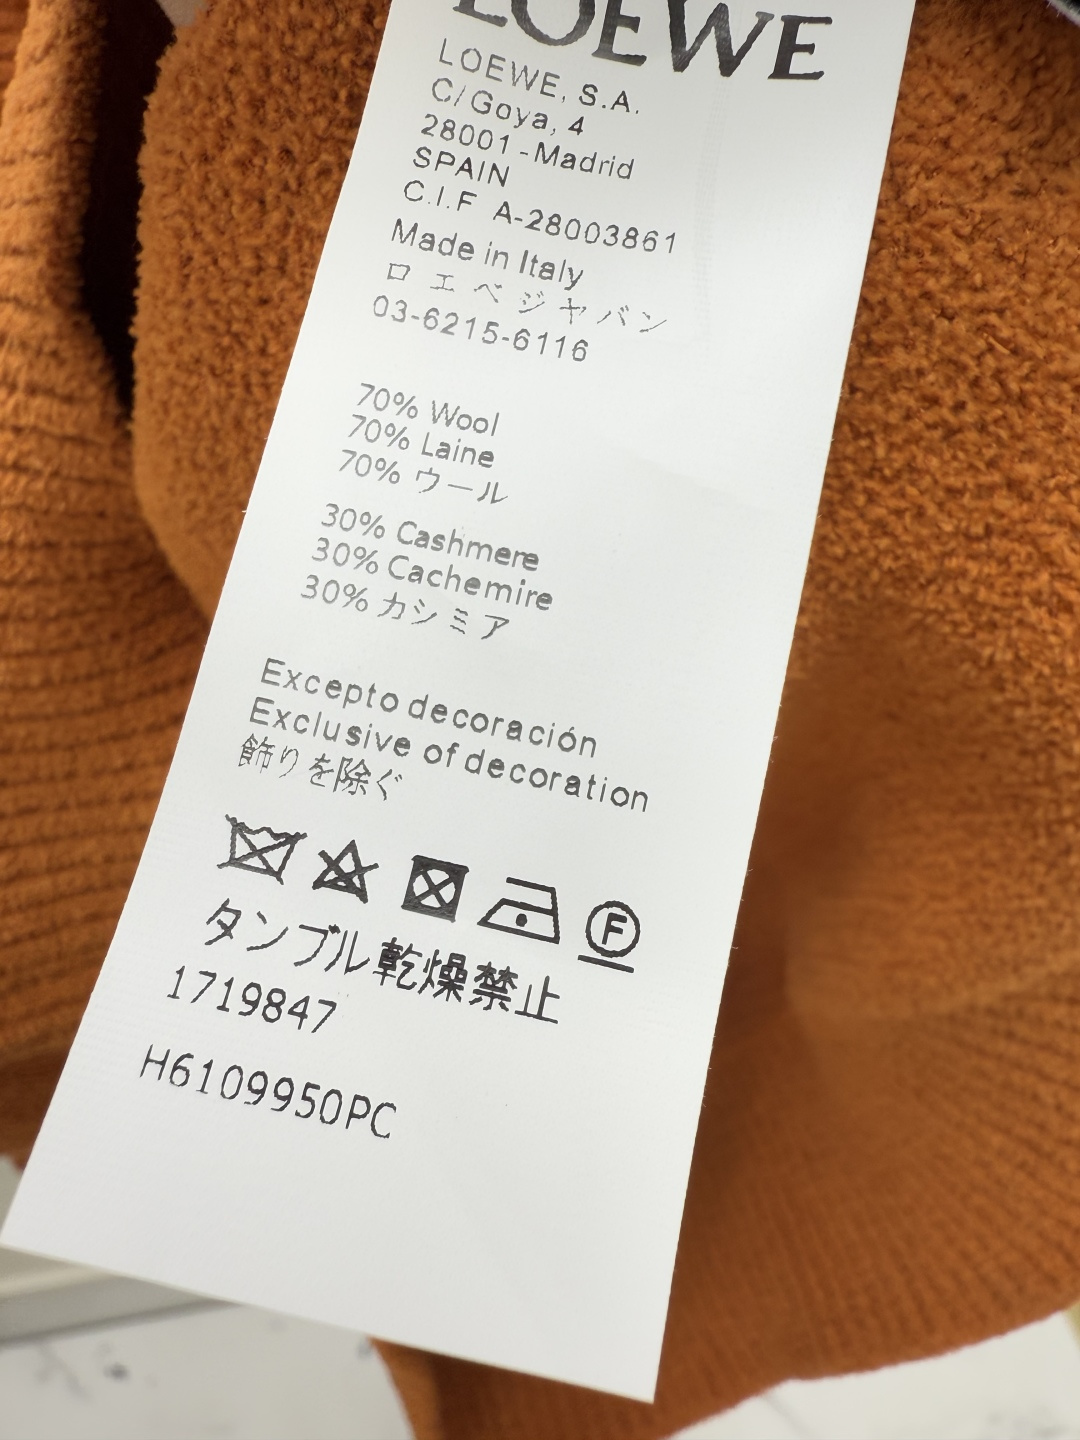 LOEWE
LOEWE, S.A.
C/Goya, 4
28001-Madrid
SPAIN
C.I.F A-28003861
Made in Italy
ロエベジャバン
03-6215-6116
70% Wool
70% Laine
70% ウール
30% Cashmere
30% Cachemire
30% カシミア
Excepto decoración
Exclusive of decoration
飾りを除ぐ
F
タンブル乾燥禁止
1719847
H6109950PC